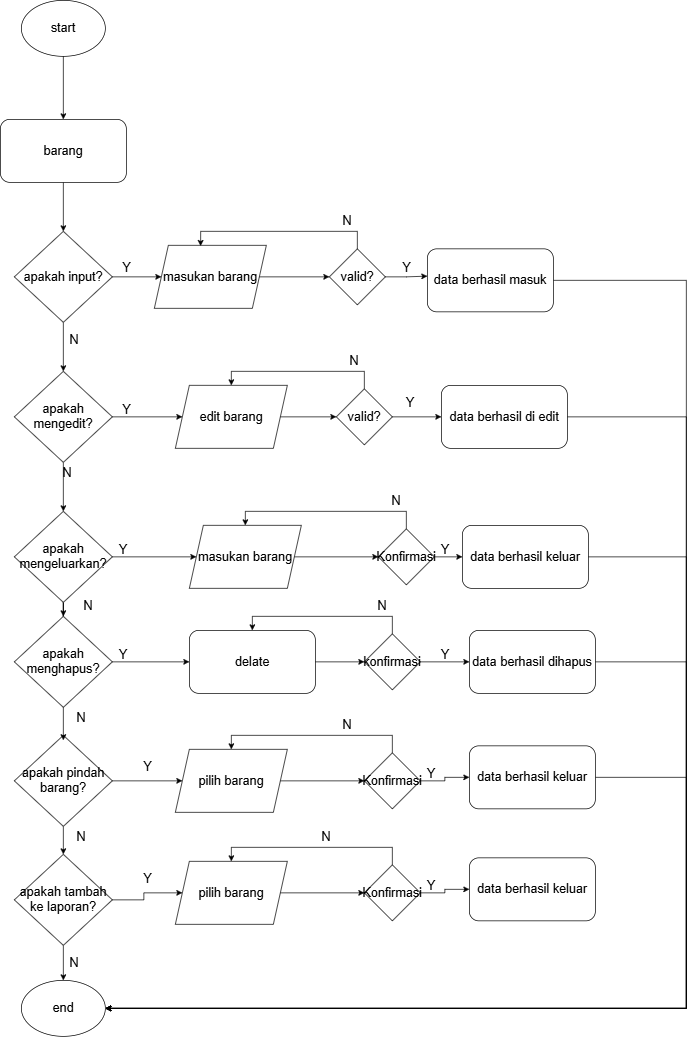 start
barang
N
apakah input?
Y
masukan barang
valid?
Y
data berhasil masuk
N
N
apakah
mengedit?
Y
edit barang
valid?
Y
data berhasil di edit
N
N
apakah
mengeluarkan?
Y
masukan barang
Konfirmasi
Y
data berhasil keluar
N
N
apakah
menghapus?
Y
delate
konfirmasi
Y
data berhasil dihapus
N
N
apakah pindah
barang?
Y
pilih barang
Konfirmasi
Y
data berhasil keluar
N
N
apakah tambah
ke laporan?
Y
pilih barang
Konfirmasi
Y
data berhasil keluar
N
end